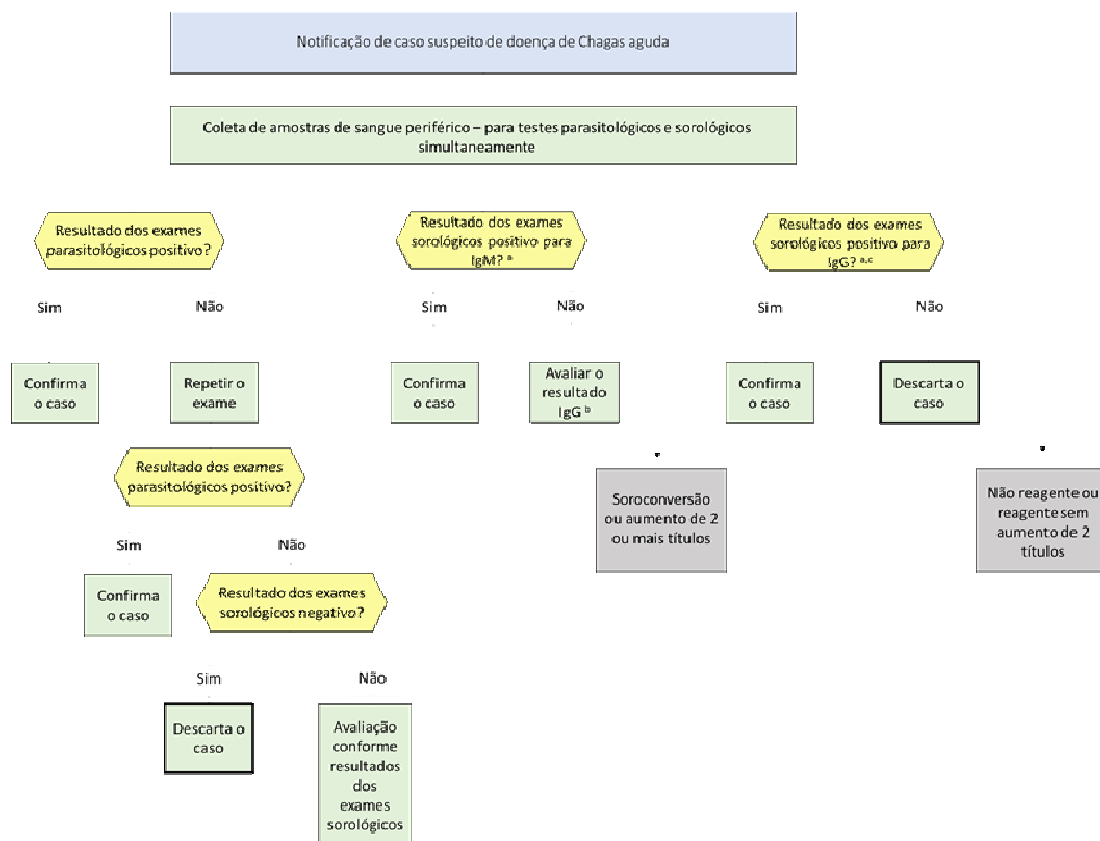 Notificação de caso suspeito de doença de Chagas aguda
Coleta de amostras de sangue periférico – para testes parasitológicos e sorológicos
simultaneamente
Resultado dos exames
parasitológicos positivo?
Resultado dos exames
sorológicos positivo para
IgM? a
Resultado dos exames
sorológicos positivo para
IgG? a,c
Sim
Não
Sim
Não
Sim
Não
Confirma
o caso
Repetir o
exame
Confirma
o caso
Avaliar o
resultado
IgG b
Confirma
o caso
Descarta o
caso
Resultado dos exames
parasitológicos positivo?
Soroconversão
ou aumento de 2
ou mais títulos
Não reagente ou
reagente sem
aumento de 2
títulos
Sim
Não
Confirma
o caso
Resultado dos exames
sorológicos negativo?
Sim
Não
Descarta o
caso
Avaliação
conforme
resultados
dos
exames
sorológicos